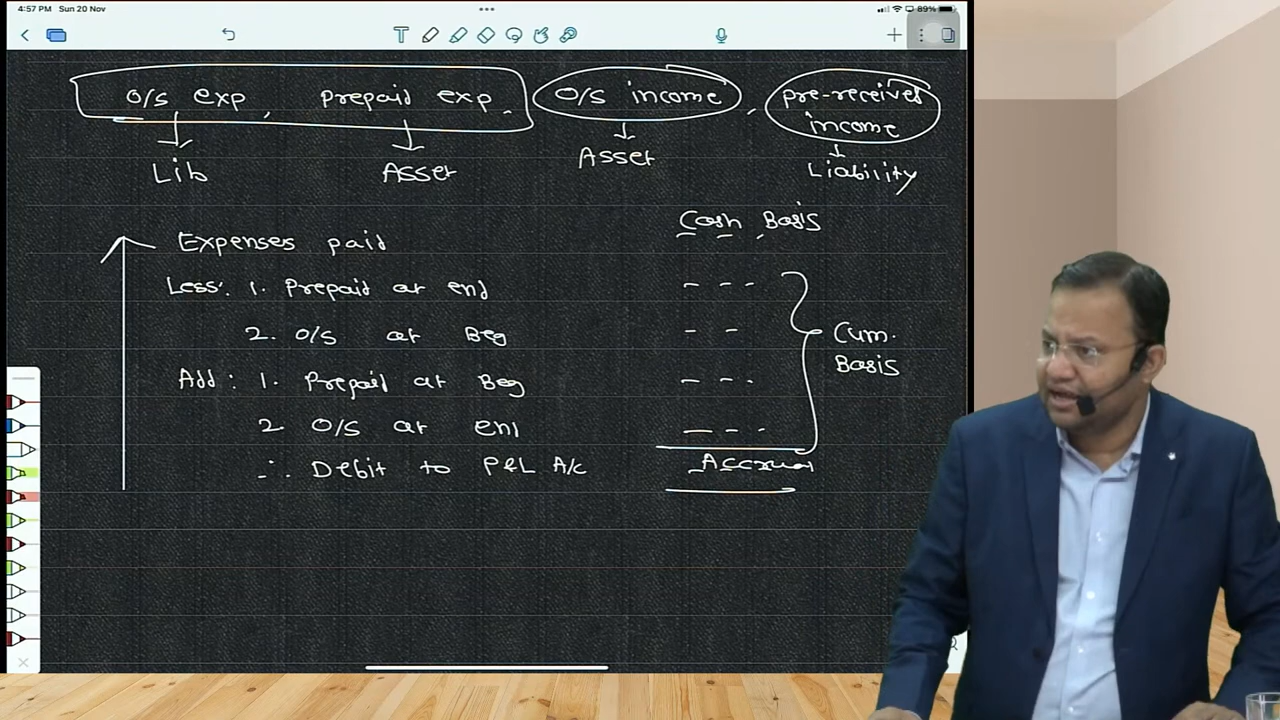 4:57 PM Sun 20 Nov
89%
O/S exp, prepaid exp, O/S income, pre-received income
Lib Asset Asset Liability
Cash Basis
Expenses paid
Less: 1. Prepaid at end - - -
2. O/S at Beg - -
Add: 1. Prepaid at Beg - - -
2 O/S at end - - -
Cum. Basis
∴ Debit to P&L A/c Accrual